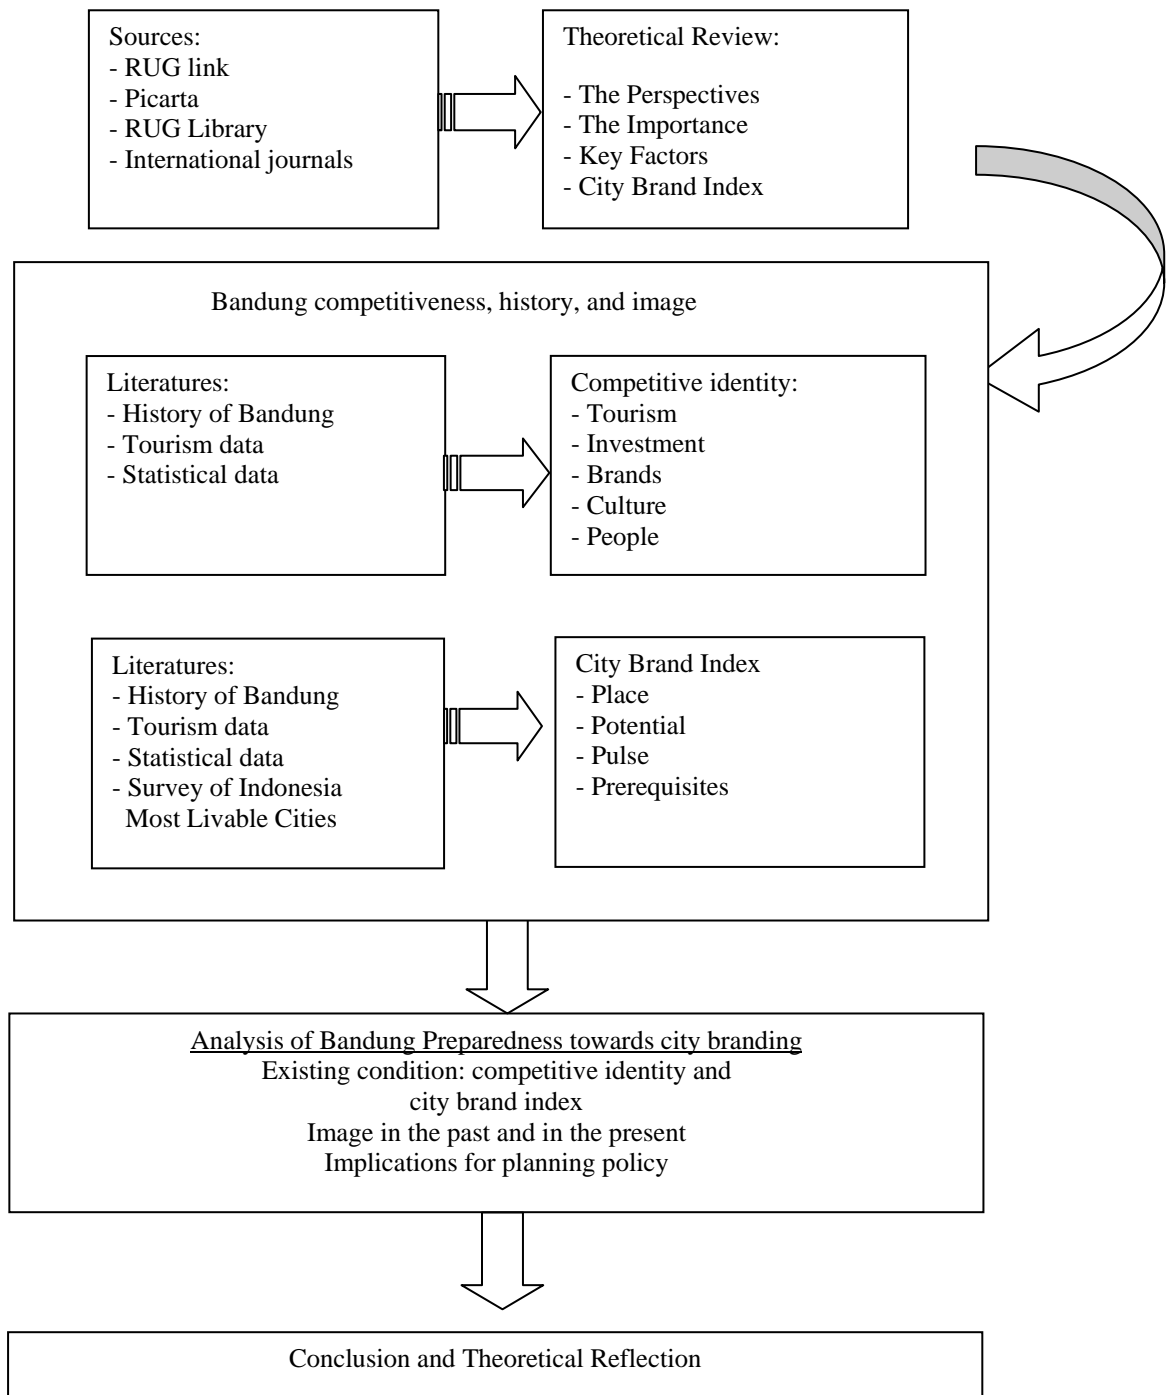 Sources:
- RUG link
- Picarta
- RUG Library
- International journals
Theoretical Review:
- The Perspectives
- The Importance
- Key Factors
- City Brand Index
Bandung competitiveness, history, and image
Literatures:
- History of Bandung
- Tourism data
- Statistical data
Competitive identity:
- Tourism
- Investment
- Brands
- Culture
- People
Literatures:
- History of Bandung
- Tourism data
- Statistical data
- Survey of Indonesia
Most Livable Cities
City Brand Index
- Place
- Potential
- Pulse
- Prerequisites
Analysis of Bandung Preparedness towards city branding
Existing condition: competitive identity and
city brand index
Image in the past and in the present
Implications for planning policy
Conclusion and Theoretical Reflection